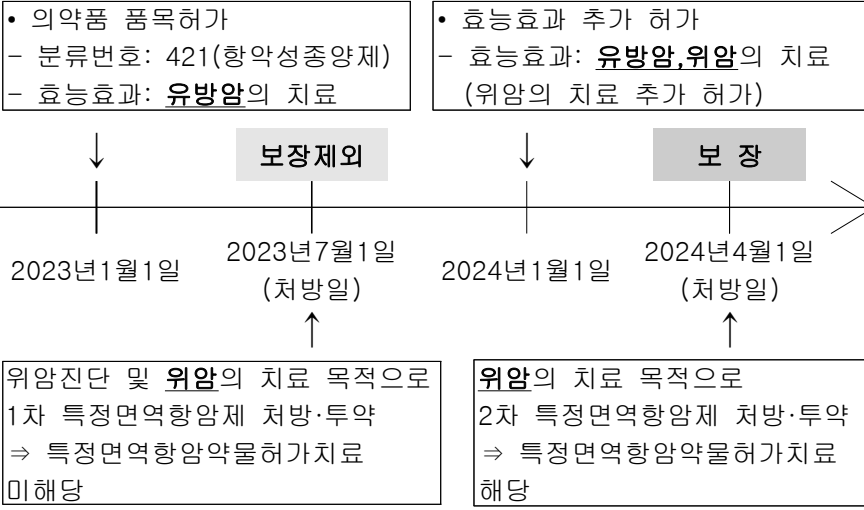 • 의약품 품목허가
- 분류번호: 421(항악성종양제)
- 효능효과: 유방암의 치료
• 효능효과 추가 허가
- 효능효과: 유방암,위암의 치료
(위암의 치료 추가 허가)
↓
보장제외
↓
보 장
2023년1월1일
2023년7월1일
(처방일)
2024년1월1일
2024년4월1일
(처방일)
↑
↑
위암진단 및 위암의 치료 목적으로
1차 특정면역항암제 처방·투약
⇒ 특정면역항암약물허가치료
미해당
위암의 치료 목적으로
2차 특정면역항암제 처방·투약
⇒ 특정면역항암약물허가치료
해당